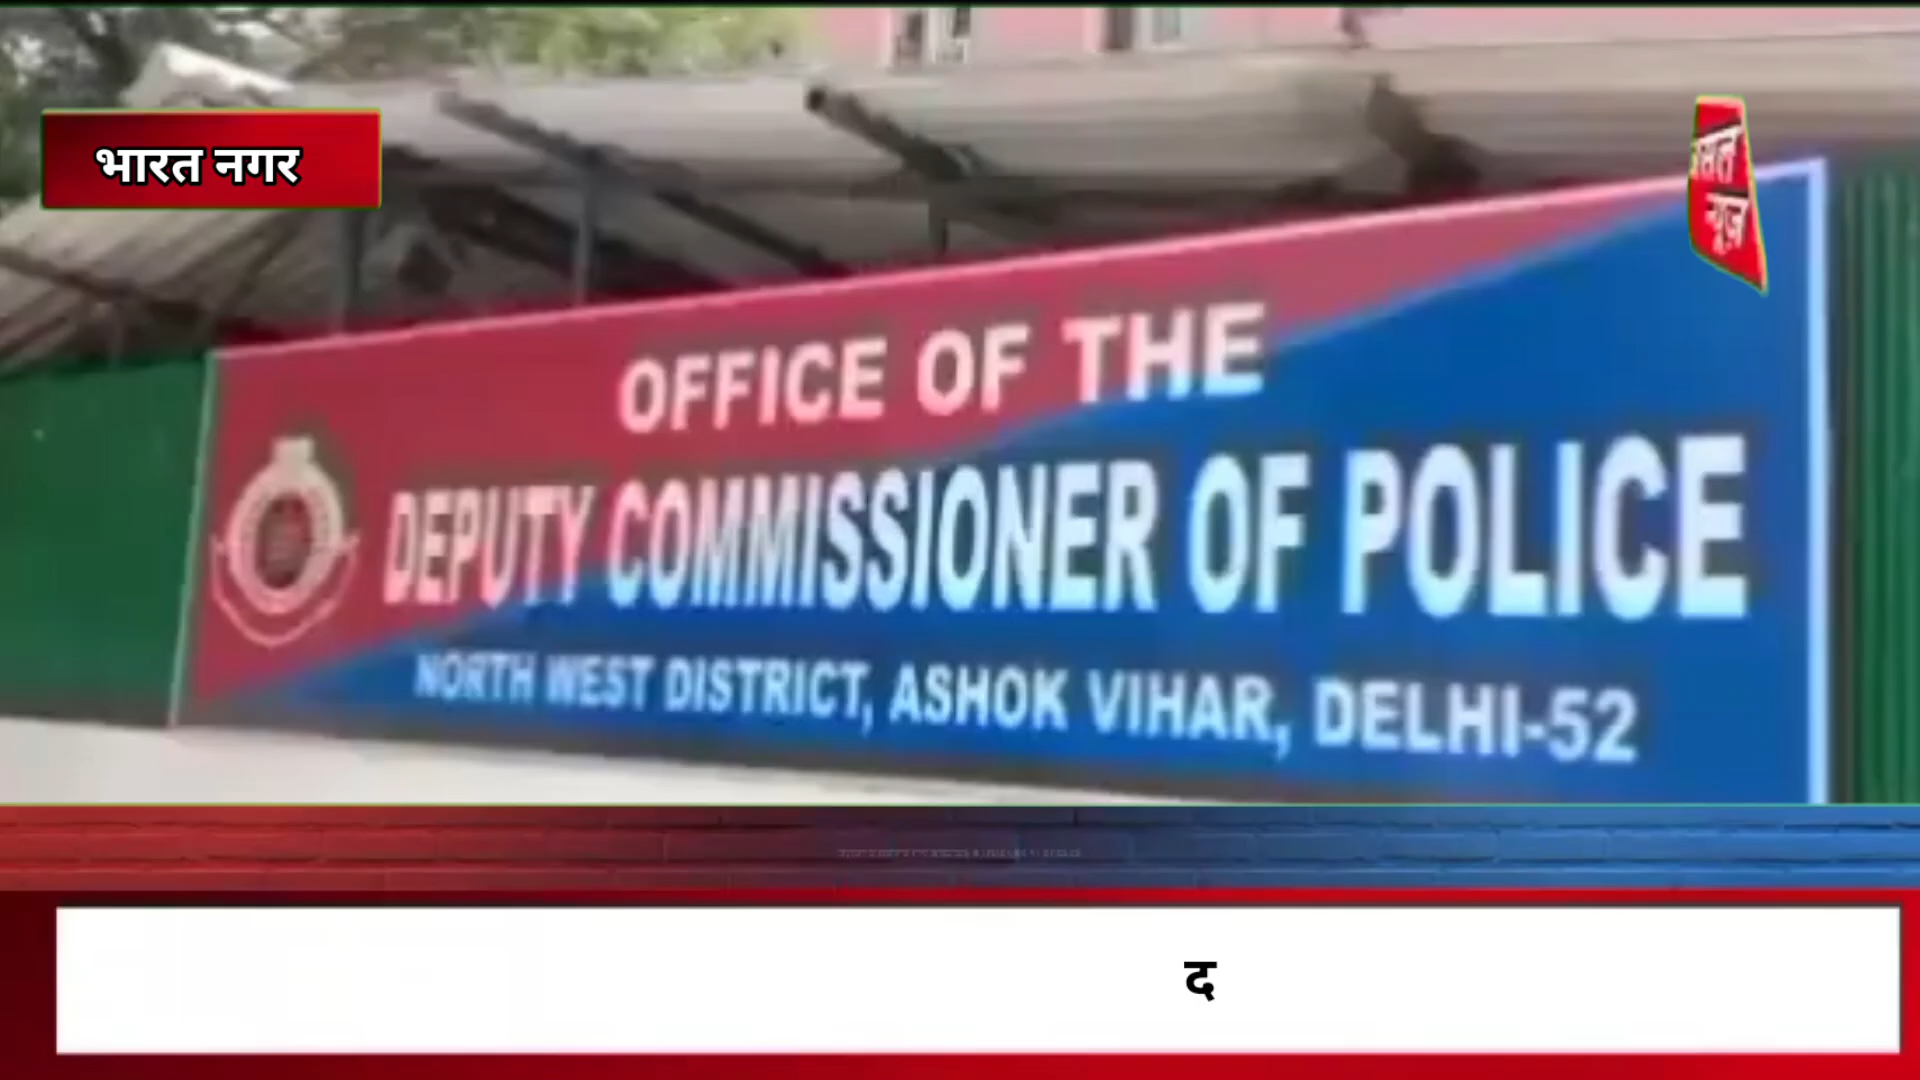 भारत नगर
न्यूज़
OFFICE OF THE
DEPUTY COMMISSIONER OF POLICE
NORTH WEST DISTRICT, ASHOK VIHAR, DELHI-52
द